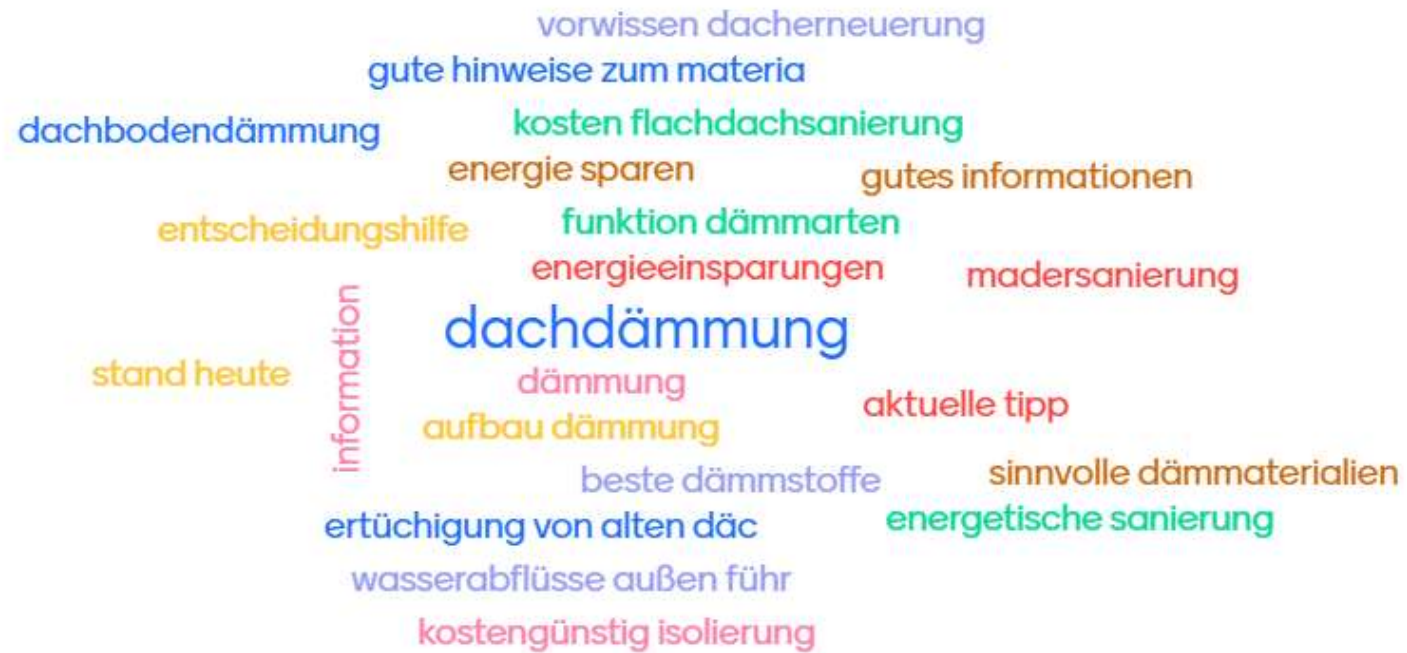 vorwissen dacherneuerung
gute hinweise zum materia
kosten flachdachsanierung
dachbodendämmung
energie sparen
gutes informationen
entscheidungshilfe
funktion dämmarten
energieeinsparungen
madersanierung
information
dachdämmung
stand heute
dämmung
aktuelle tipp
aufbau dämmung
beste dämmstoffe
sinnvolle dämmaterialien
ertüchigung von alten däc
energetische sanierung
wasserabflüsse außen führ
kostengünstig isolierung